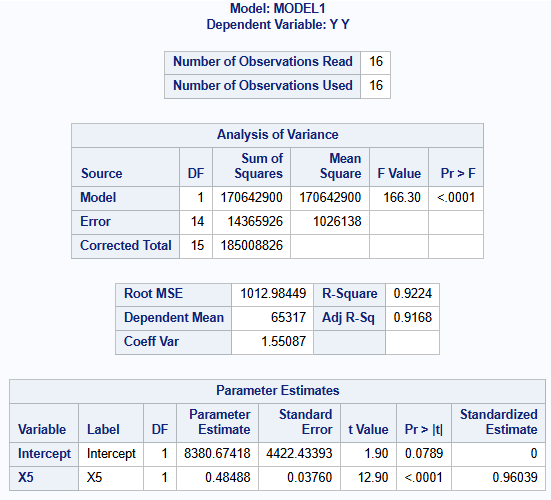 Model: MODEL1
Dependent Variable: Y Y
Number of Observations Read 16
Number of Observations Used 16
Analysis of Variance
Source DF Sum of Squares Mean Square F Value Pr > F
Model 1 170642900 170642900 166.30 <.0001
Error 14 14365926 1026138
Corrected Total 15 185008826
Root MSE 1012.98449 R-Square 0.9224
Dependent Mean 65317 Adj R-Sq 0.9168
Coeff Var 1.55087
Parameter Estimates
Variable Label DF Parameter Estimate Standard Error t Value Pr > |t| Standardized Estimate
Intercept Intercept 1 8380.67418 4422.43393 1.90 0.0789 0
X5 X5 1 0.48488 0.03760 12.90 <.0001 0.96039